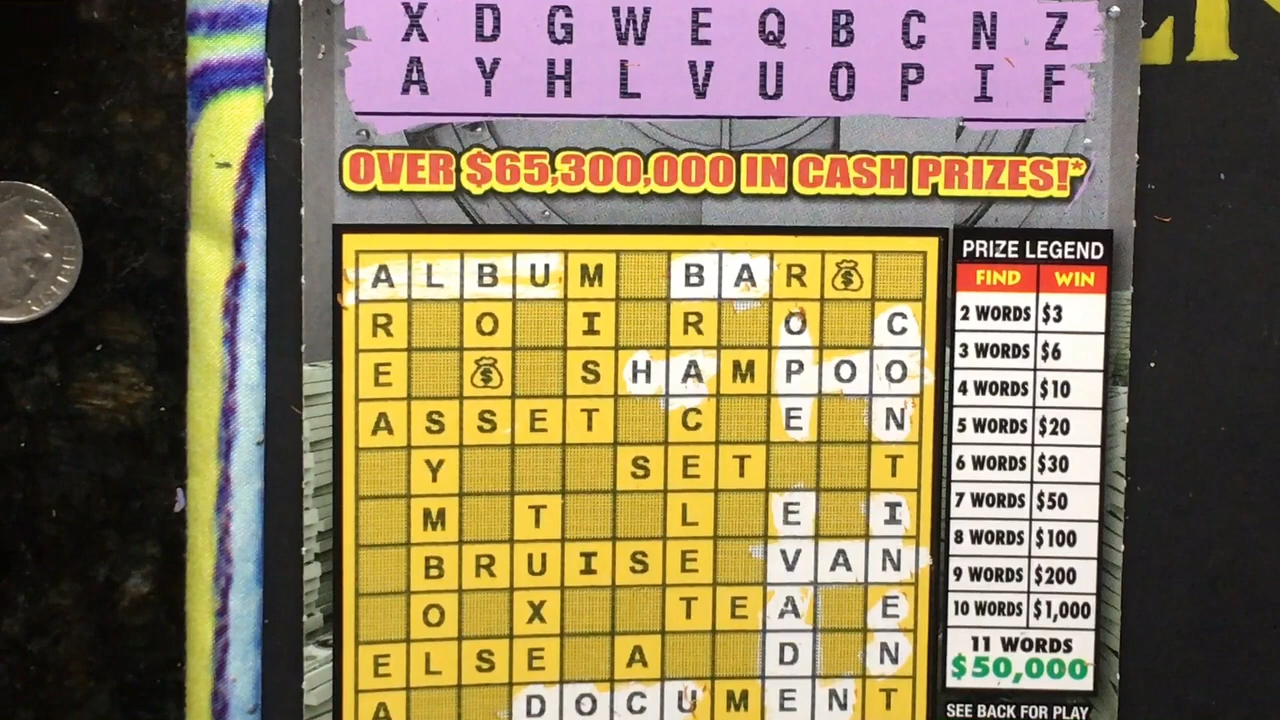 X D G W E Q B C N Z
A Y H L V U O P I F
OVER $65,300,000 IN CASH PRIZES!*
A L B U M B A R $
R O I R O C
E $ S H A M P O O
A S S E T C E N
Y S E T T
M T L E I
B R U I S E V A N
O X T E A E
E L S E A D N
A D O C U M E N T
PRIZE LEGEND
FIND WIN
2 WORDS $3
3 WORDS $6
4 WORDS $10
5 WORDS $20
6 WORDS $30
7 WORDS $50
8 WORDS $100
9 WORDS $200
10 WORDS $1,000
11 WORDS
$50,000
SEE BACK FOR PLAY